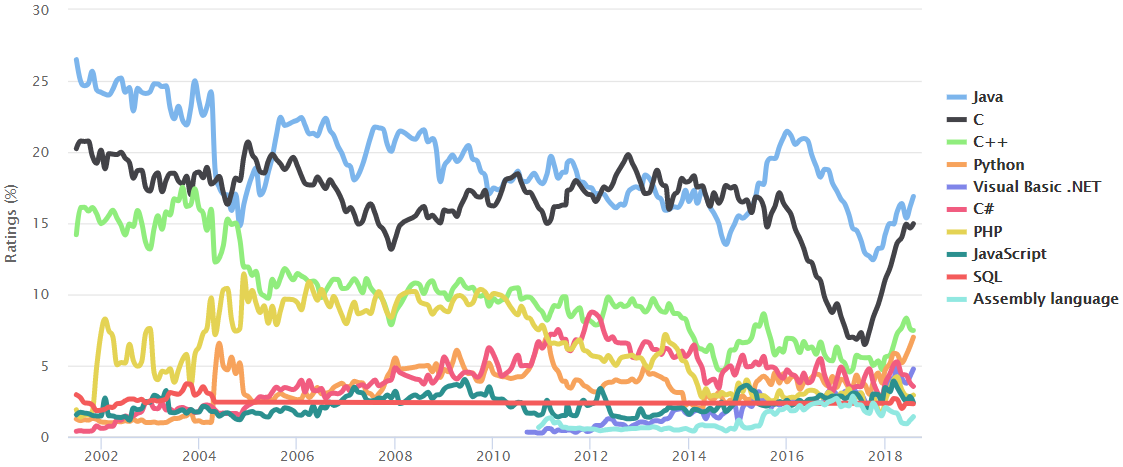 30
25
20
15
10
5
0
Ratings (%)
2002 2004 2006 2008 2010 2012 2014 2016 2018
Java
C
C++
Python
Visual Basic .NET
C#
PHP
JavaScript
SQL
Assembly language